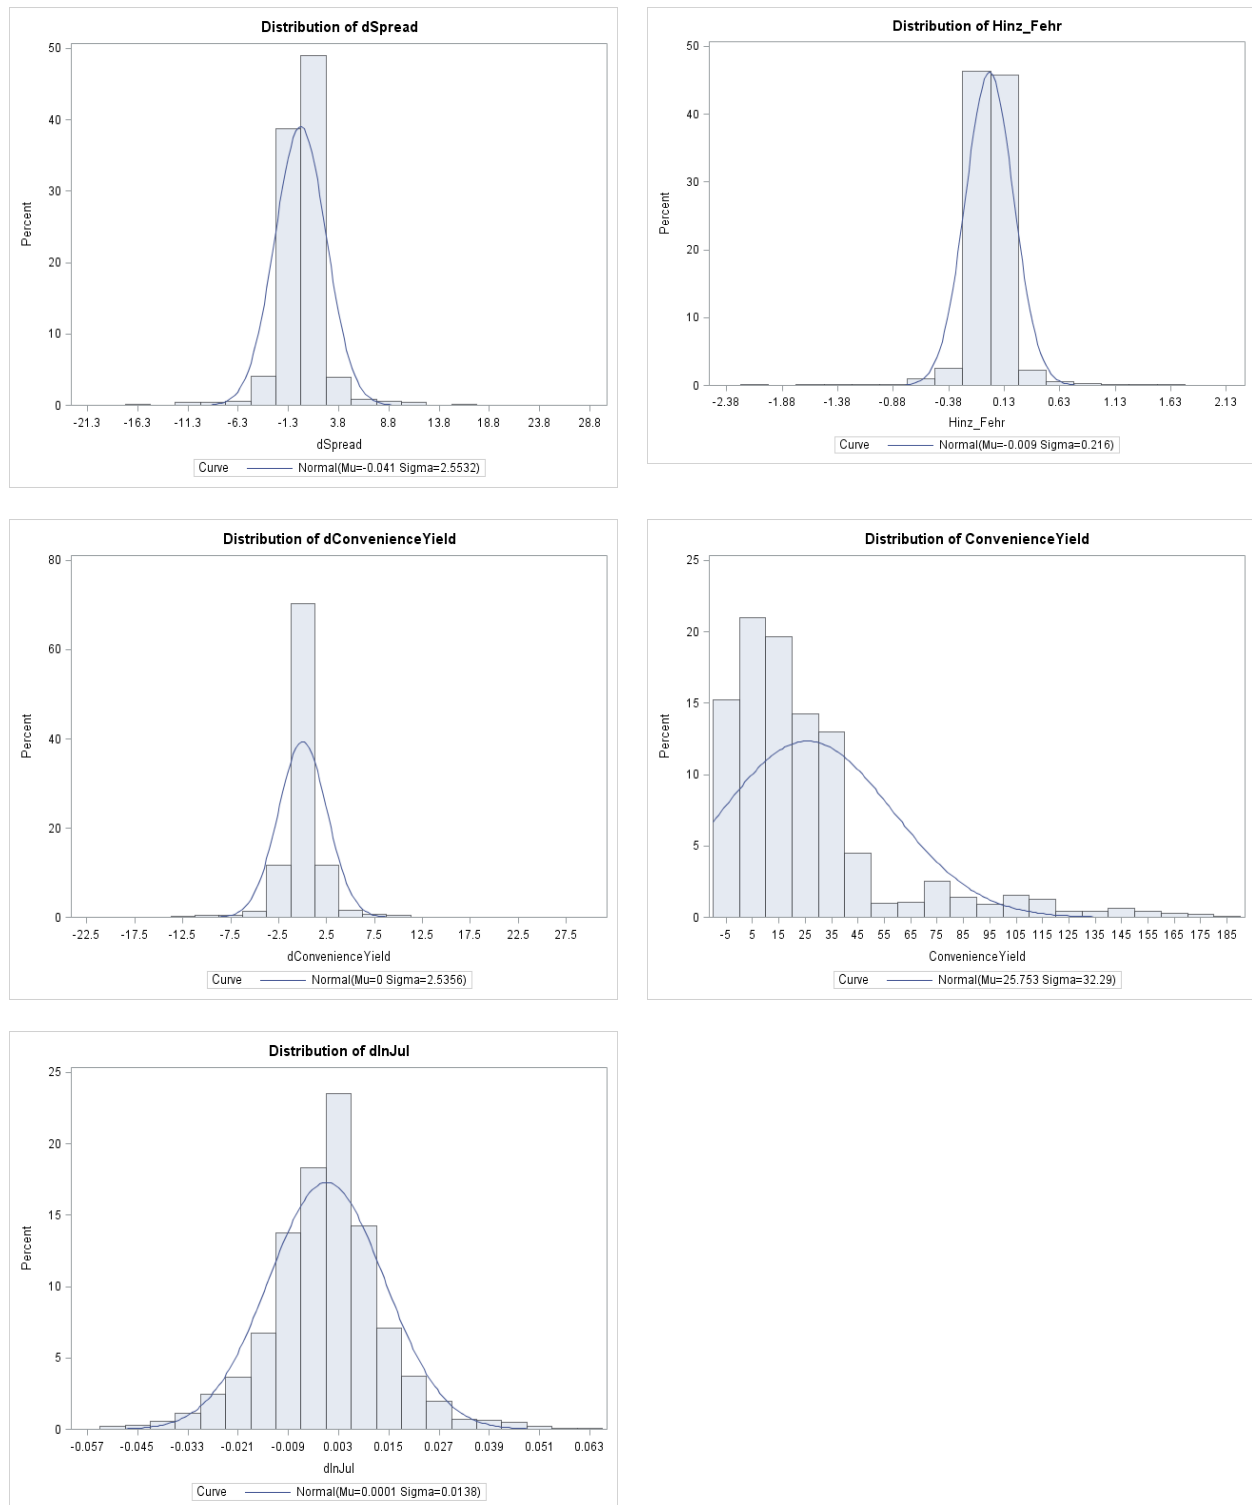 Distribution of dSpread
50
40
30
20
10
0
Percent
-21.3 -16.3 -11.3 -6.3 -1.3 3.8 8.8 13.8 18.8 23.8 28.8
dSpread
Curve Normal(Mu=-0.041 Sigma=2.5532)
Distribution of Hinz_Fehr
50
40
30
20
10
0
Percent
-2.38 -1.88 -1.38 -0.88 -0.38 0.13 0.63 1.13 1.63 2.13
Hinz_Fehr
Curve Normal(Mu=-0.009 Sigma=0.216)
Distribution of dConvenienceYield
80
60
40
20
0
Percent
-22.5 -17.5 -12.5 -7.5 -2.5 2.5 7.5 12.5 17.5 22.5 27.5
dConvenienceYield
Curve Normal(Mu=0 Sigma=2.5356)
Distribution of ConvenienceYield
25
20
15
10
5
0
Percent
-5 5 15 25 35 45 55 65 75 85 95 105 115 125 135 145 155 165 175 185
ConvenienceYield
Curve Normal(Mu=25.753 Sigma=32.29)
Distribution of dlnJul
25
20
15
10
5
0
Percent
-0.057 -0.045 -0.033 -0.021 -0.009 0.003 0.015 0.027 0.039 0.051 0.063
dlnJul
Curve Normal(Mu=0.0001 Sigma=0.0138)